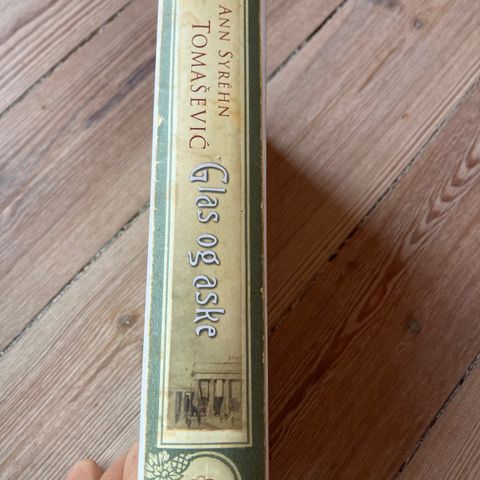 ANN SYRÉHN
TOMAŠEVIĆ
Glas og aske